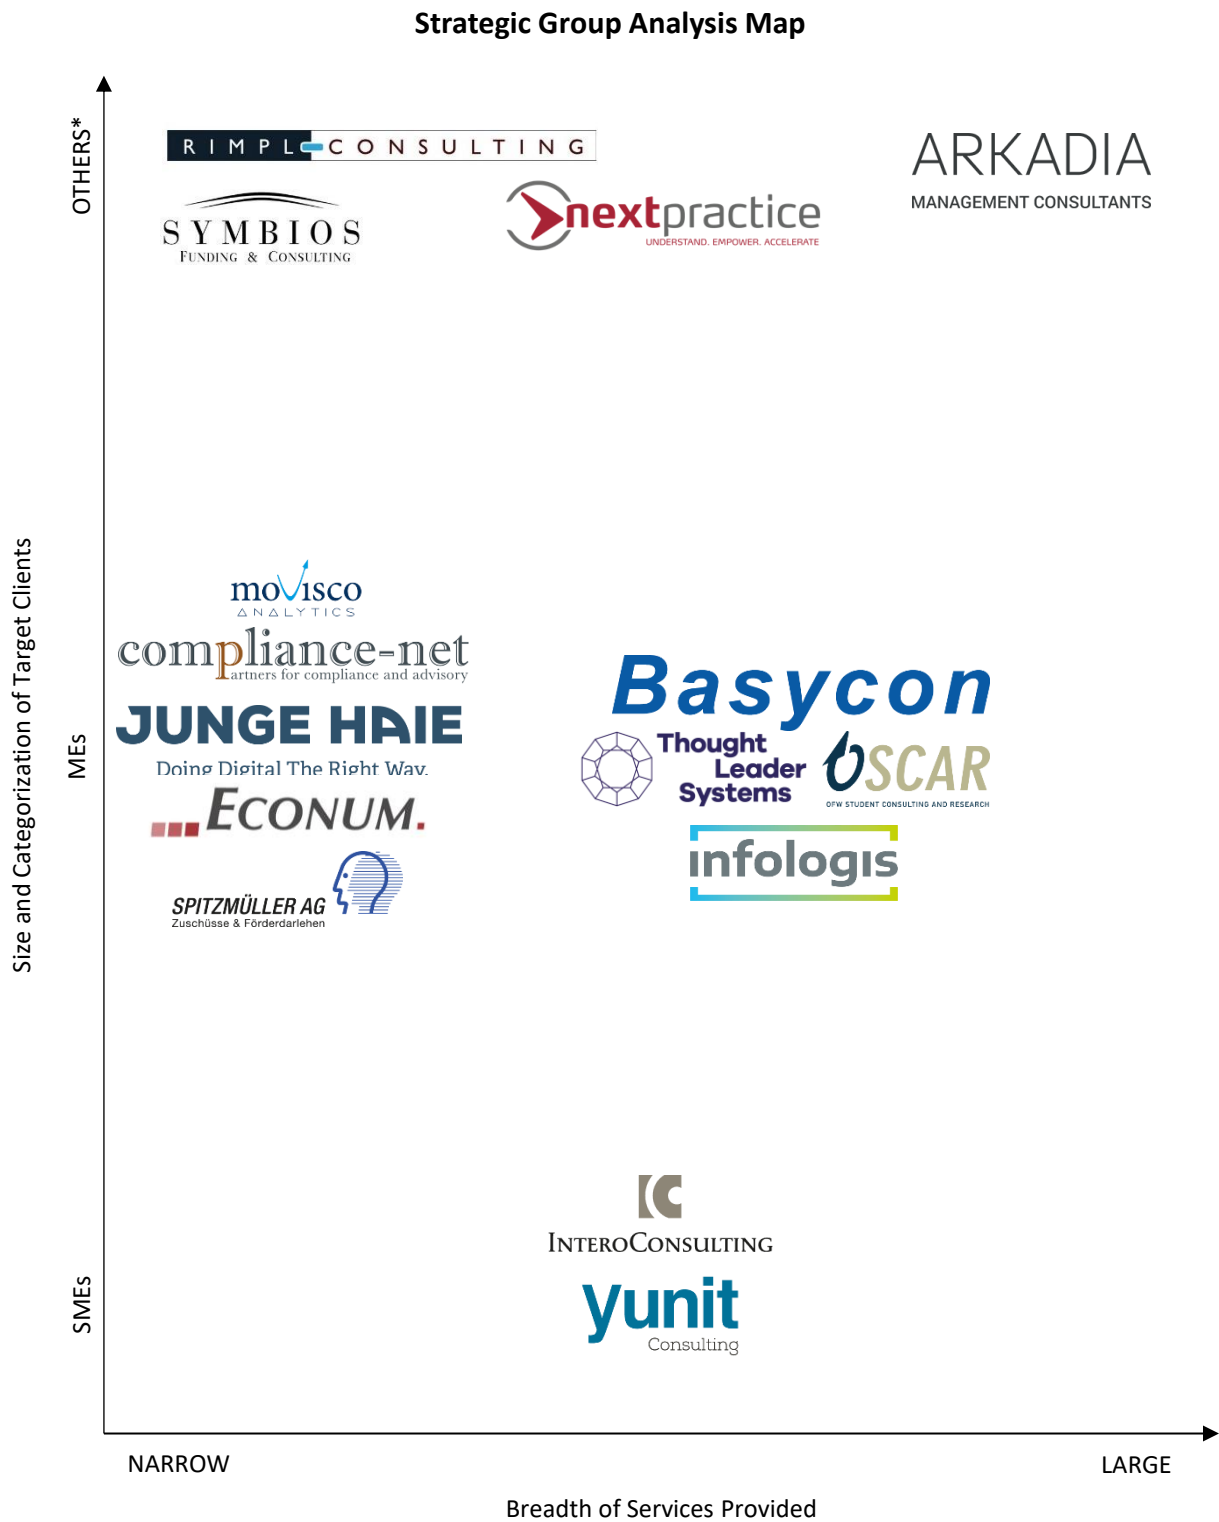 Strategic Group Analysis Map
OTHERS*
RIMPL CONSULTING
ARKADIA
MANAGEMENT CONSULTANTS
SYMBIOS
FUNDING & CONSULTING
nextpractice
UNDERSTAND. EMPOWER. ACCELERATE
Size and Categorization of Target Clients
MEs
movisco
ANALYTICS
compliance-net
artners for compliance and advisory
JUNGE HAIE
Doing Digital The Right Way.
ECONUM.
SPITZMÜLLER AG
Zuschüsse & Förderdarlehen
Basycon
Thought
Leader
Systems
OSCAR
OFW STUDENT CONSULTING AND RESEARCH
infologis
SMEs
IC
INTEROCONSULTING
yunit
Consulting
NARROW
LARGE
Breadth of Services Provided